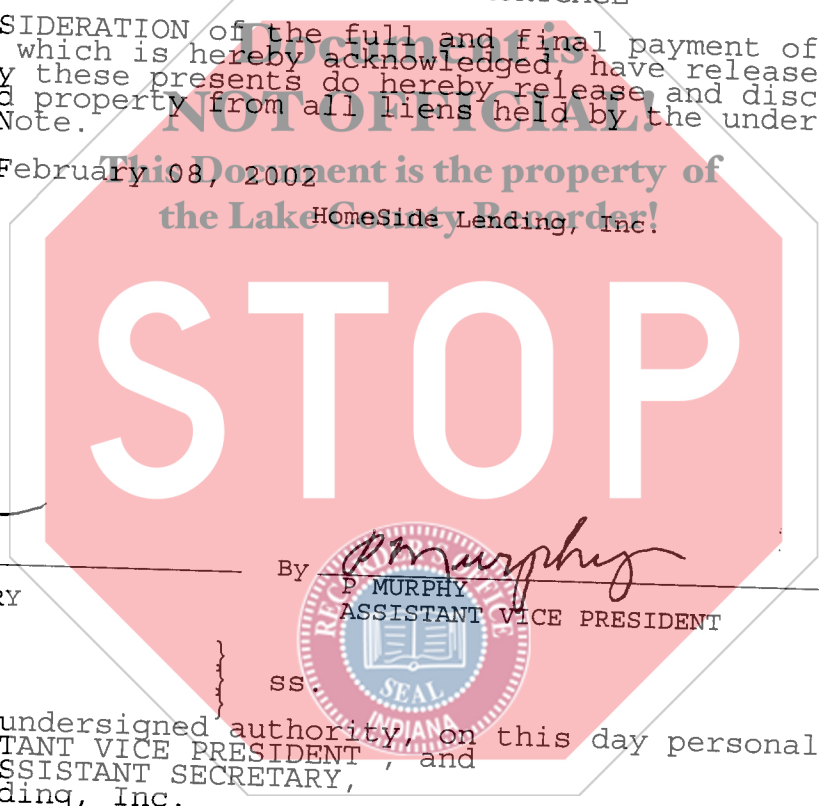 SIDERATION of the full and final payment of
which is hereby acknowledged, have release
y these presents do hereby release and disc
d property from all liens held by the under
Note.
Document is
NOT OFFICIAL!
February 08, 2002
This Document is the property of
the Lake County Recorder!
HomeSide Lending, Inc.
STOP
By P Murphy
P MURPHY
RY
ASSISTANT VICE PRESIDENT
RECORDER'S OFFICE
SEAL
INDIANA
} ss.
undersigned authority, on this day personal
TANT VICE PRESIDENT , and
SSISTANT SECRETARY,
ding, Inc.